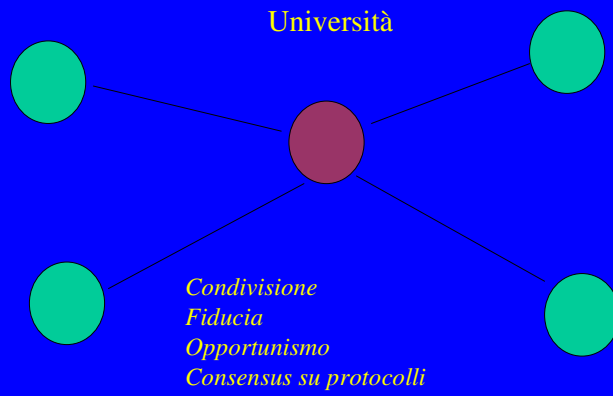 Università
Condivisione
Fiducia
Opportunismo
Consensus su protocolli